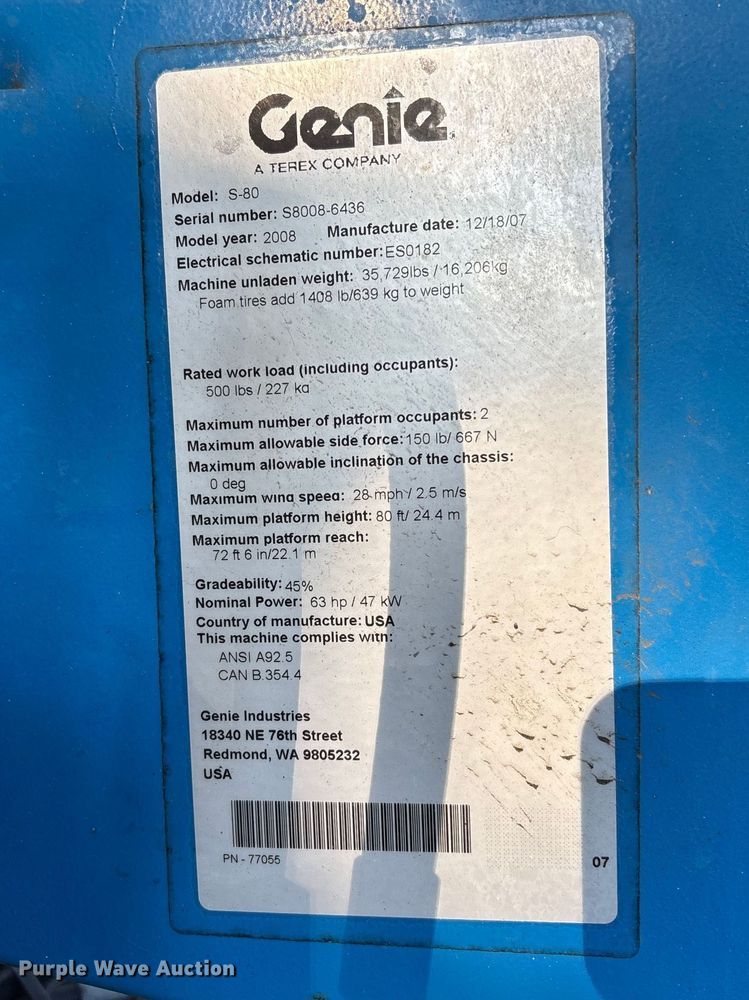 Genie
A TEREX COMPANY
Model: S-80
Serial number: S8008-6436
Model year: 2008 Manufacture date: 12/18/07
Electrical schematic number: ES0182
Machine unladen weight: 35,729lbs / 16,206kg
Foam tires add 1408 lb/639 kg to weight
Rated work load (including occupants):
500 lbs / 227 kg
Maximum number of platform occupants: 2
Maximum allowable side force: 150 lb/ 667 N
Maximum allowable inclination of the chassis:
0 deg
Maximum wind speed: 28 mph / 2.5 m/s
Maximum platform height: 80 ft/ 24.4 m
Maximum platform reach:
72 ft 6 in/22.1 m
Gradeability: 45%
Nominal Power: 63 hp / 47 kW
Country of manufacture: USA
This machine complies with:
ANSI A92.5
CAN B.354.4
Genie Industries
18340 NE 76th Street
Redmond, WA 9805232
USA
PN - 77055
07
Purple Wave Auction